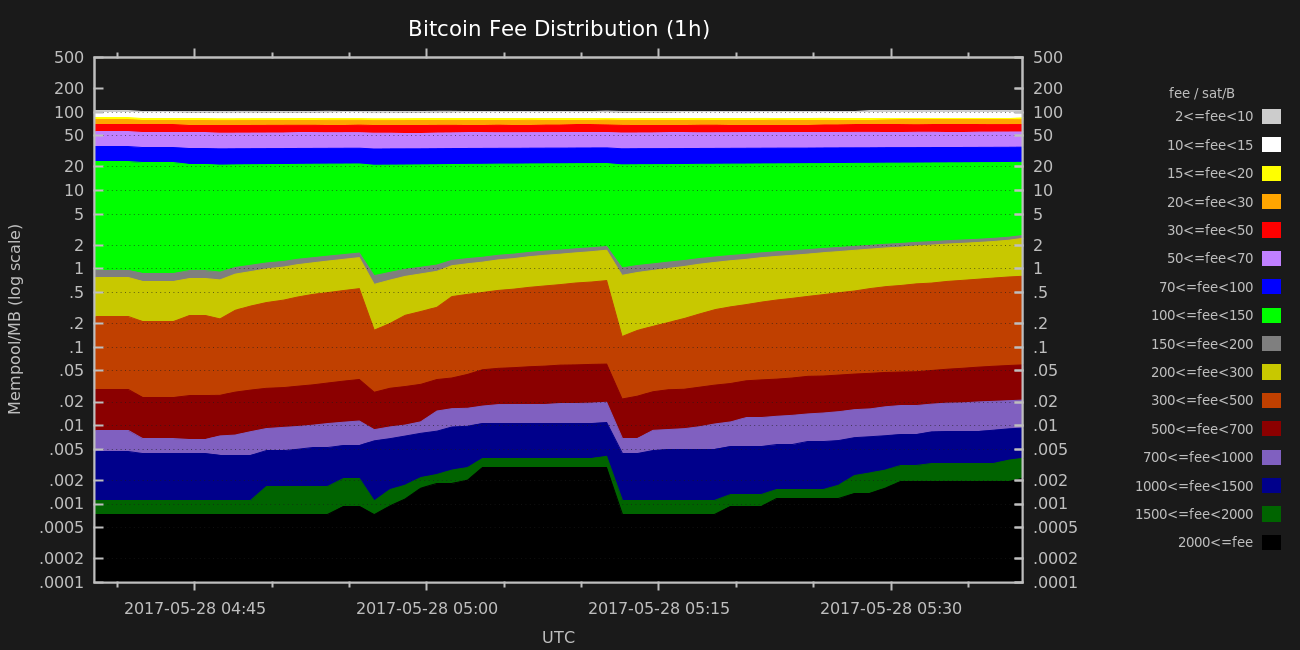 Bitcoin Fee Distribution (1h)
500
200
100
50
20
10
5
2
1
.5
.2
.1
.05
.02
.01
.005
.002
.001
.0005
.0002
.0001
Mempool/MB (log scale)
500
200
100
50
20
10
5
2
1
.5
.2
.1
.05
.02
.01
.005
.002
.001
.0005
.0002
.0001
2017-05-28 04:45
2017-05-28 05:00
2017-05-28 05:15
2017-05-28 05:30
UTC
fee / sat/B
2<=fee<10
10<=fee<15
15<=fee<20
20<=fee<30
30<=fee<50
50<=fee<70
70<=fee<100
100<=fee<150
150<=fee<200
200<=fee<300
300<=fee<500
500<=fee<700
700<=fee<1000
1000<=fee<1500
1500<=fee<2000
2000<=fee